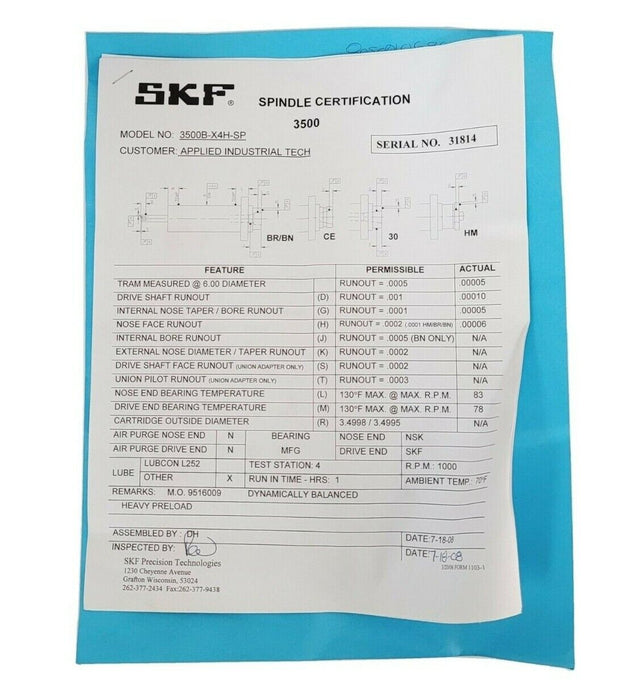 SKF®
SPINDLE CERTIFICATION
3500
MODEL NO: 3500B-X4H-SP
SERIAL NO. 31814
CUSTOMER: APPLIED INDUSTRIAL TECH
BR/BN CE 30 HM
FEATURE PERMISSIBLE ACTUAL
TRAM MEASURED @ 6.00 DIAMETER RUNOUT = .0005 .00005
DRIVE SHAFT RUNOUT (D) RUNOUT = .001 .00010
INTERNAL NOSE TAPER / BORE RUNOUT (G) RUNOUT = .0001 .00005
NOSE FACE RUNOUT (H) RUNOUT = .0002 (.0001 HM/BR/BN) .00006
INTERNAL BORE RUNOUT (J) RUNOUT = .0005 (BN ONLY) N/A
EXTERNAL NOSE DIAMETER / TAPER RUNOUT (K) RUNOUT = .0002 N/A
DRIVE SHAFT FACE RUNOUT (UNION ADAPTER ONLY) (S) RUNOUT = .0002 N/A
UNION PILOT RUNOUT (UNION ADAPTER ONLY) (T) RUNOUT = .0003 N/A
NOSE END BEARING TEMPERATURE (L) 130°F MAX. @ MAX. R.P.M. 83
DRIVE END BEARING TEMPERATURE (M) 130°F MAX. @ MAX. R.P.M. 78
CARTRIDGE OUTSIDE DIAMETER (R) 3.4998 / 3.4995 N/A
AIR PURGE NOSE END N BEARING NOSE END NSK
AIR PURGE DRIVE END N MFG DRIVE END SKF
LUBE LUBCON L252 TEST STATION: 4 R.P.M.: 1000
OTHER X RUN IN TIME - HRS: 1 AMBIENT TEMP: 70°F
REMARKS: M.O. 9516009 DYNAMICALLY BALANCED
HEAVY PRELOAD
ASSEMBLED BY: DH DATE: 7-18-08
INSPECTED BY: DATE: 7-18-08
SKF Precision Technologies
1230 Cheyenne Avenue
Grafton Wisconsin, 53024
262-377-2434 Fax:262-377-9438
FORM 1103-1